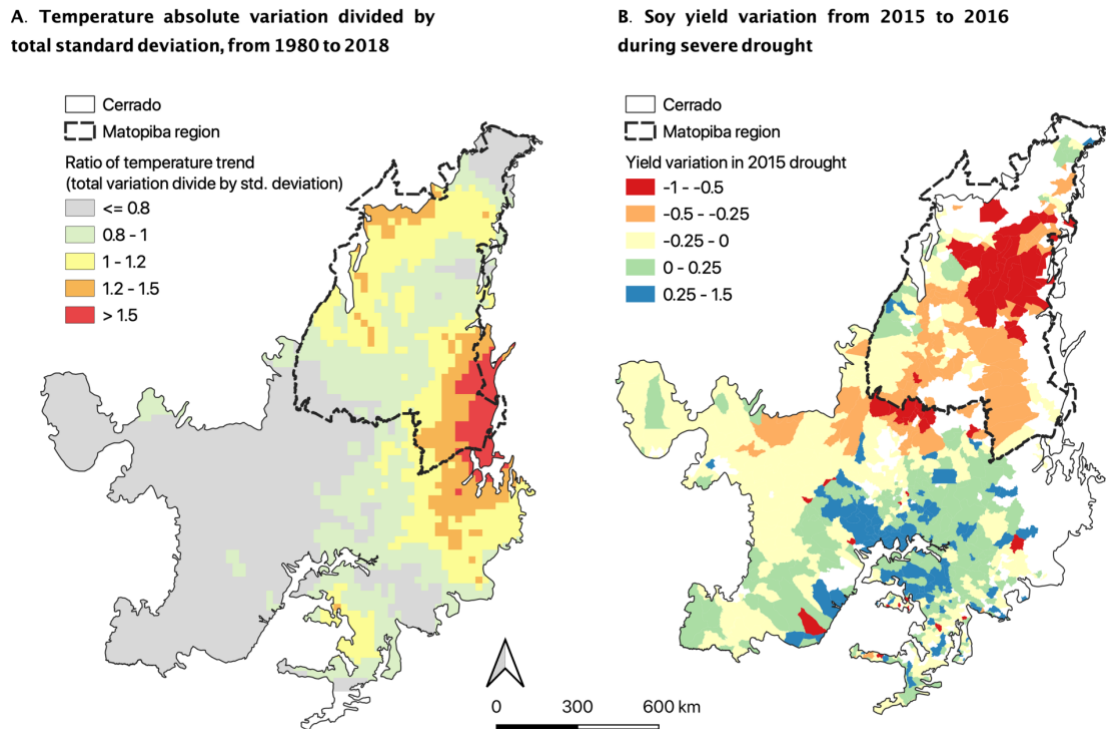 A. Temperature absolute variation divided by
total standard deviation, from 1980 to 2018
Cerrado
Matopiba region
Ratio of temperature trend
(total variation divide by std. deviation)
<= 0.8
0.8 - 1
1 - 1.2
1.2 - 1.5
> 1.5
B. Soy yield variation from 2015 to 2016
during severe drought
Cerrado
Matopiba region
Yield variation in 2015 drought
-1 - -0.5
-0.5 - -0.25
-0.25 - 0
0 - 0.25
0.25 - 1.5
0 300 600 km